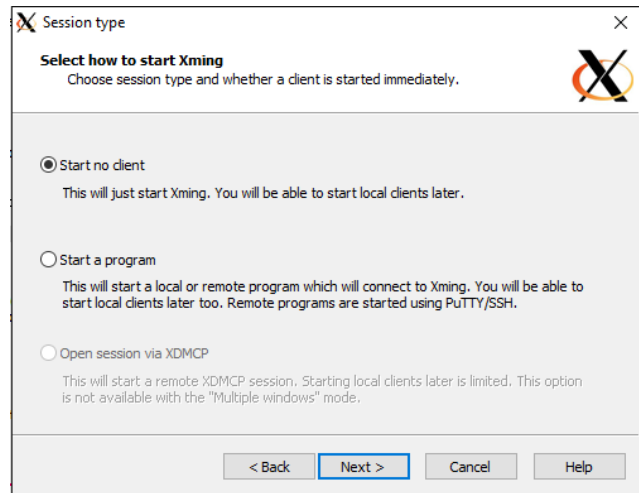 Session type
Select how to start Xming
Choose session type and whether a client is started immediately.
Start no client
This will just start Xming. You will be able to start local clients later.
Start a program
This will start a local or remote program which will connect to Xming. You will be able to
start local clients later too. Remote programs are started using PuTTY/SSH.
Open session via XDMCP
This will start a remote XDMCP session. Starting local clients later is limited. This option
is not available with the "Multiple windows" mode.
< Back Next > Cancel Help